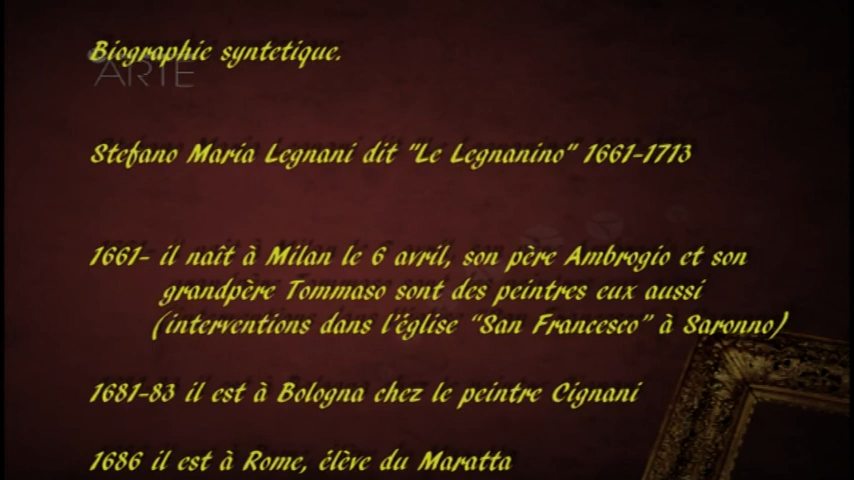 Biographie syntetique.
ARTE
Stefano Maria Legnani dit "Le Legnanino" 1661-1713
1661- il naît à Milan le 6 avril, son père Ambrogio et son
grandpère Tommaso sont des peintres eux aussi
(interventions dans l'église "San Francesco" à Saronno)
1681-83 il est à Bologna chez le peintre Cignani
1686 il est à Rome, élève du Maratta